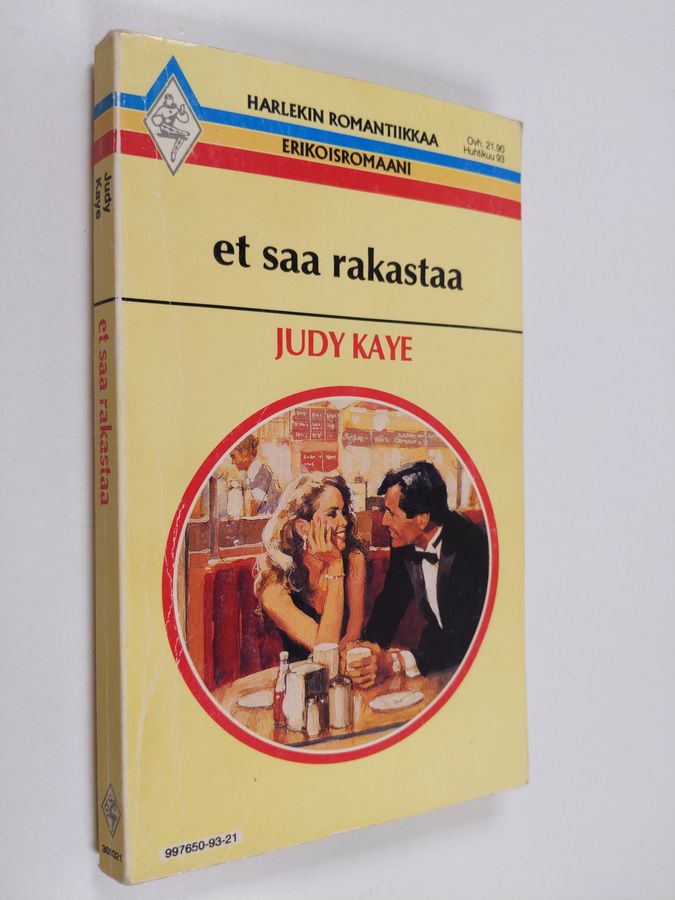 HARLEKIN ROMANTIIKKAA
ERIKOISROMAANI
Ovh. 21.90
Huhtikuu 93
et saa rakastaa
JUDY KAYE
997650-93-21
Judy
Kaye
et saa rakastaa